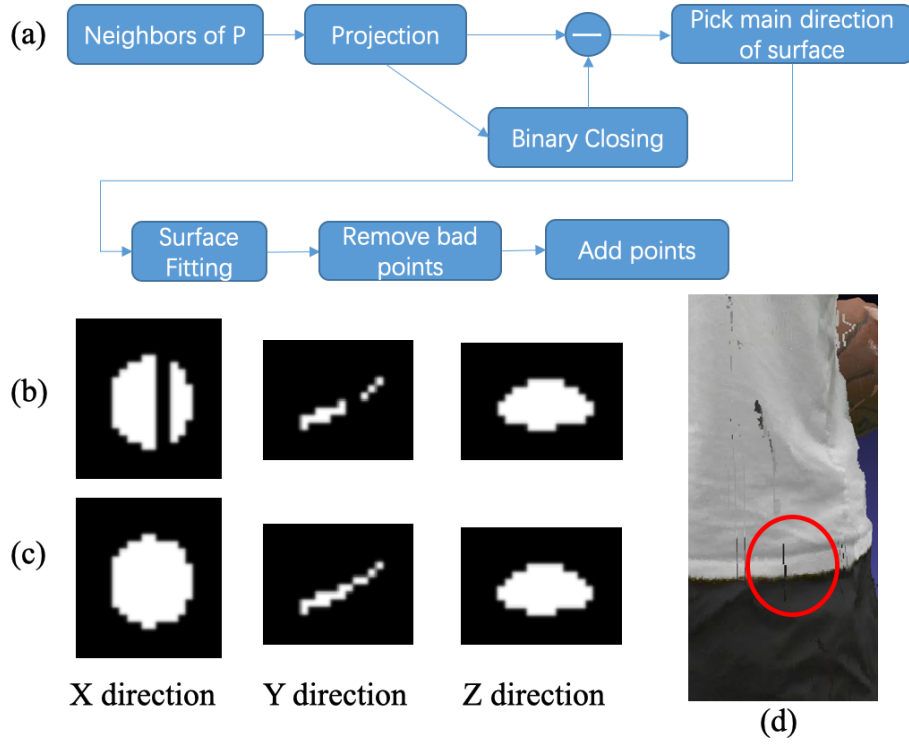 (a)
Neighbors of P
Projection
—
Pick main direction
of surface
Binary Closing
Surface
Fitting
Remove bad
points
Add points
(b)
(c)
X direction
Y direction
Z direction
(d)